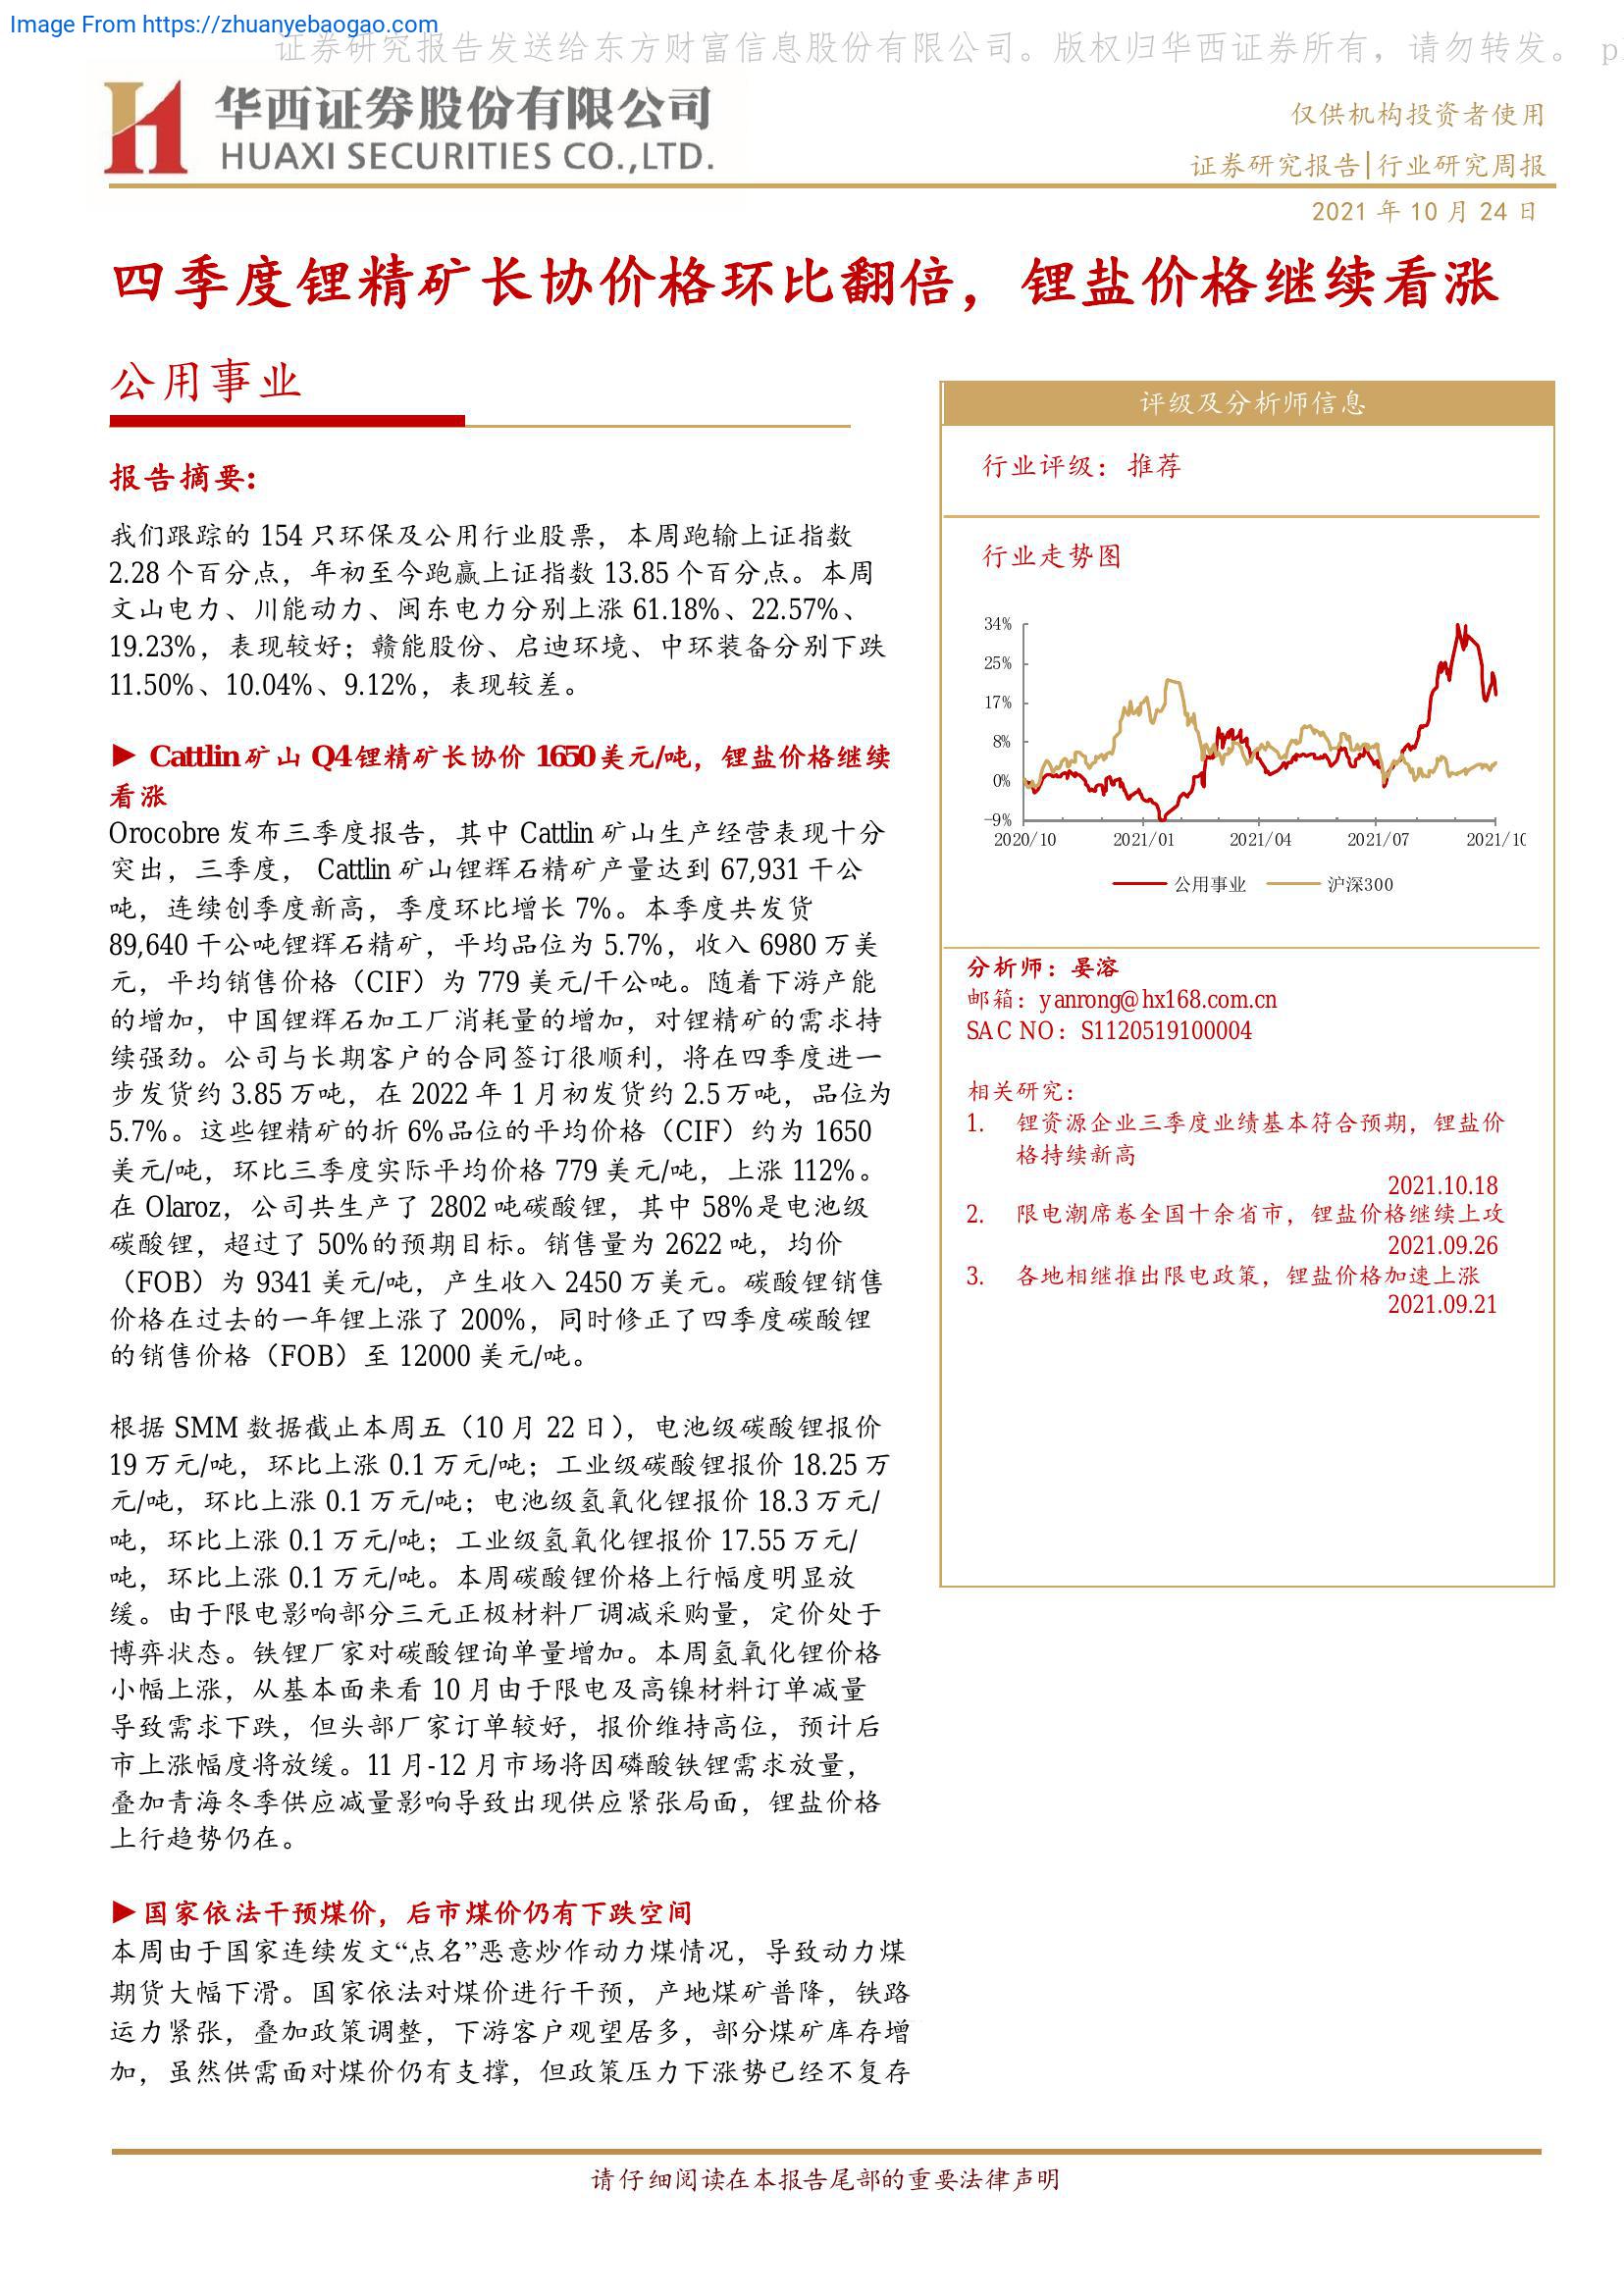 Image From https://zhuanyebaogao.com
证券研究报告发送给东方财富信息股份有限公司。版权归华西证券所有，请勿转发。 p
华西证券股份有限公司
HUAXI SECURITIES CO.,LTD.
仅供机构投资者使用
证券研究报告|行业研究周报
2021 年 10 月 24 日
四季度锂精矿长协价格环比翻倍，锂盐价格继续看涨
公用事业
报告摘要:
我们跟踪的 154 只环保及公用行业股票，本周跑输上证指数
2.28 个百分点，年初至今跑赢上证指数 13.85 个百分点。本周
文山电力、川能动力、闽东电力分别上涨 61.18%、22.57%、
19.23%，表现较好；赣能股份、启迪环境、中环装备分别下跌
11.50%、10.04%、9.12%，表现较差。
► Cattlin 矿山 Q4 锂精矿长协价 1650 美元/吨，锂盐价格继续
看涨
Orocobre 发布三季度报告，其中 Cattlin 矿山生产经营表现十分
突出，三季度， Cattlin 矿山锂辉石精矿产量达到 67,931 干公
吨，连续创季度新高，季度环比增长 7%。本季度共发货
89,640 干公吨锂辉石精矿，平均品位为 5.7%，收入 6980 万美
元，平均销售价格（CIF）为 779 美元/干公吨。随着下游产能
的增加，中国锂辉石加工厂消耗量的增加，对锂精矿的需求持
续强劲。公司与长期客户的合同签订很顺利，将在四季度进一
步发货约 3.85 万吨，在 2022 年 1 月初发货约 2.5 万吨，品位为
5.7%。这些锂精矿的折 6%品位的平均价格（CIF）约为 1650
美元/吨，环比三季度实际平均价格 779 美元/吨，上涨 112%。
在 Olaroz，公司共生产了 2802 吨碳酸锂，其中 58%是电池级
碳酸锂，超过了 50%的预期目标。销售量为 2622 吨，均价
（FOB）为 9341 美元/吨，产生收入 2450 万美元。碳酸锂销售
价格在过去的一年锂上涨了 200%，同时修正了四季度碳酸锂
的销售价格（FOB）至 12000 美元/吨。
根据 SMM 数据截止本周五（10 月 22 日），电池级碳酸锂报价
19 万元/吨，环比上涨 0.1 万元/吨；工业级碳酸锂报价 18.25 万
元/吨，环比上涨 0.1 万元/吨；电池级氢氧化锂报价 18.3 万元/
吨，环比上涨 0.1 万元/吨；工业级氢氧化锂报价 17.55 万元/
吨，环比上涨 0.1 万元/吨。本周碳酸锂价格上行幅度明显放
缓。由于限电影响部分三元正极材料厂调减采购量，定价处于
博弈状态。铁锂厂家对碳酸锂询单量增加。本周氢氧化锂价格
小幅上涨，从基本面来看 10 月由于限电及高镍材料订单减量
导致需求下跌，但头部厂家订单较好，报价维持高位，预计后
市上涨幅度将放缓。11 月-12 月市场将因磷酸铁锂需求放量，
叠加青海冬季供应减量影响导致出现供应紧张局面，锂盐价格
上行趋势仍在。
►国家依法干预煤价，后市煤价仍有下跌空间
本周由于国家连续发文“点名”恶意炒作动力煤情况，导致动力煤
期货大幅下滑。国家依法对煤价进行干预，产地煤矿普降，铁路
运力紧张，叠加政策调整，下游客户观望居多，部分煤矿库存增
加，虽然供需面对煤价仍有支撑，但政策压力下涨势已经不复存
评级及分析师信息
行业评级：推荐
行业走势图
34%
25%
17%
8%
0%
-9%
2020/10 2021/01 2021/04 2021/07 2021/10
公用事业 沪深300
分析师：晏溶
邮箱：yanrong@hx168.com.cn
SAC NO：S1120519100004
相关研究：
1. 锂资源企业三季度业绩基本符合预期，锂盐价
格持续新高
2021.10.18
2. 限电潮席卷全国十余省市，锂盐价格继续上攻
2021.09.26
3. 各地相继推出限电政策，锂盐价格加速上涨
2021.09.21
请仔细阅读在本报告尾部的重要法律声明